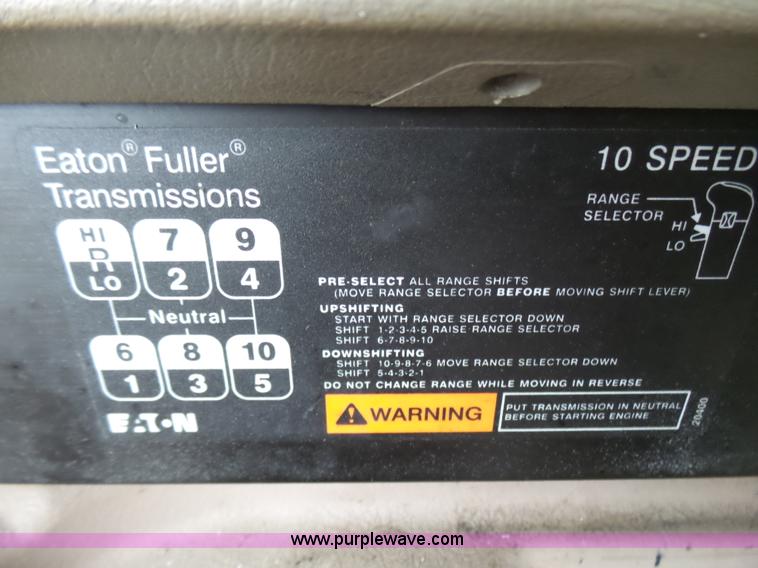 Eaton® Fuller®
Transmissions
10 SPEED
RANGE
SELECTOR
HI
LO
HI
R
LO
7
2
9
4
Neutral
6
1
8
3
10
5
EATON
PRE-SELECT ALL RANGE SHIFTS
(MOVE RANGE SELECTOR BEFORE MOVING SHIFT LEVER)
UPSHIFTING
START WITH RANGE SELECTOR DOWN
SHIFT 1-2-3-4-5 RAISE RANGE SELECTOR
SHIFT 6-7-8-9-10
DOWNSHIFTING
SHIFT 10-9-8-7-6 MOVE RANGE SELECTOR DOWN
SHIFT 5-4-3-2-1
DO NOT CHANGE RANGE WHILE MOVING IN REVERSE
WARNING
PUT TRANSMISSION IN NEUTRAL
BEFORE STARTING ENGINE
20400
www.purplewave.com